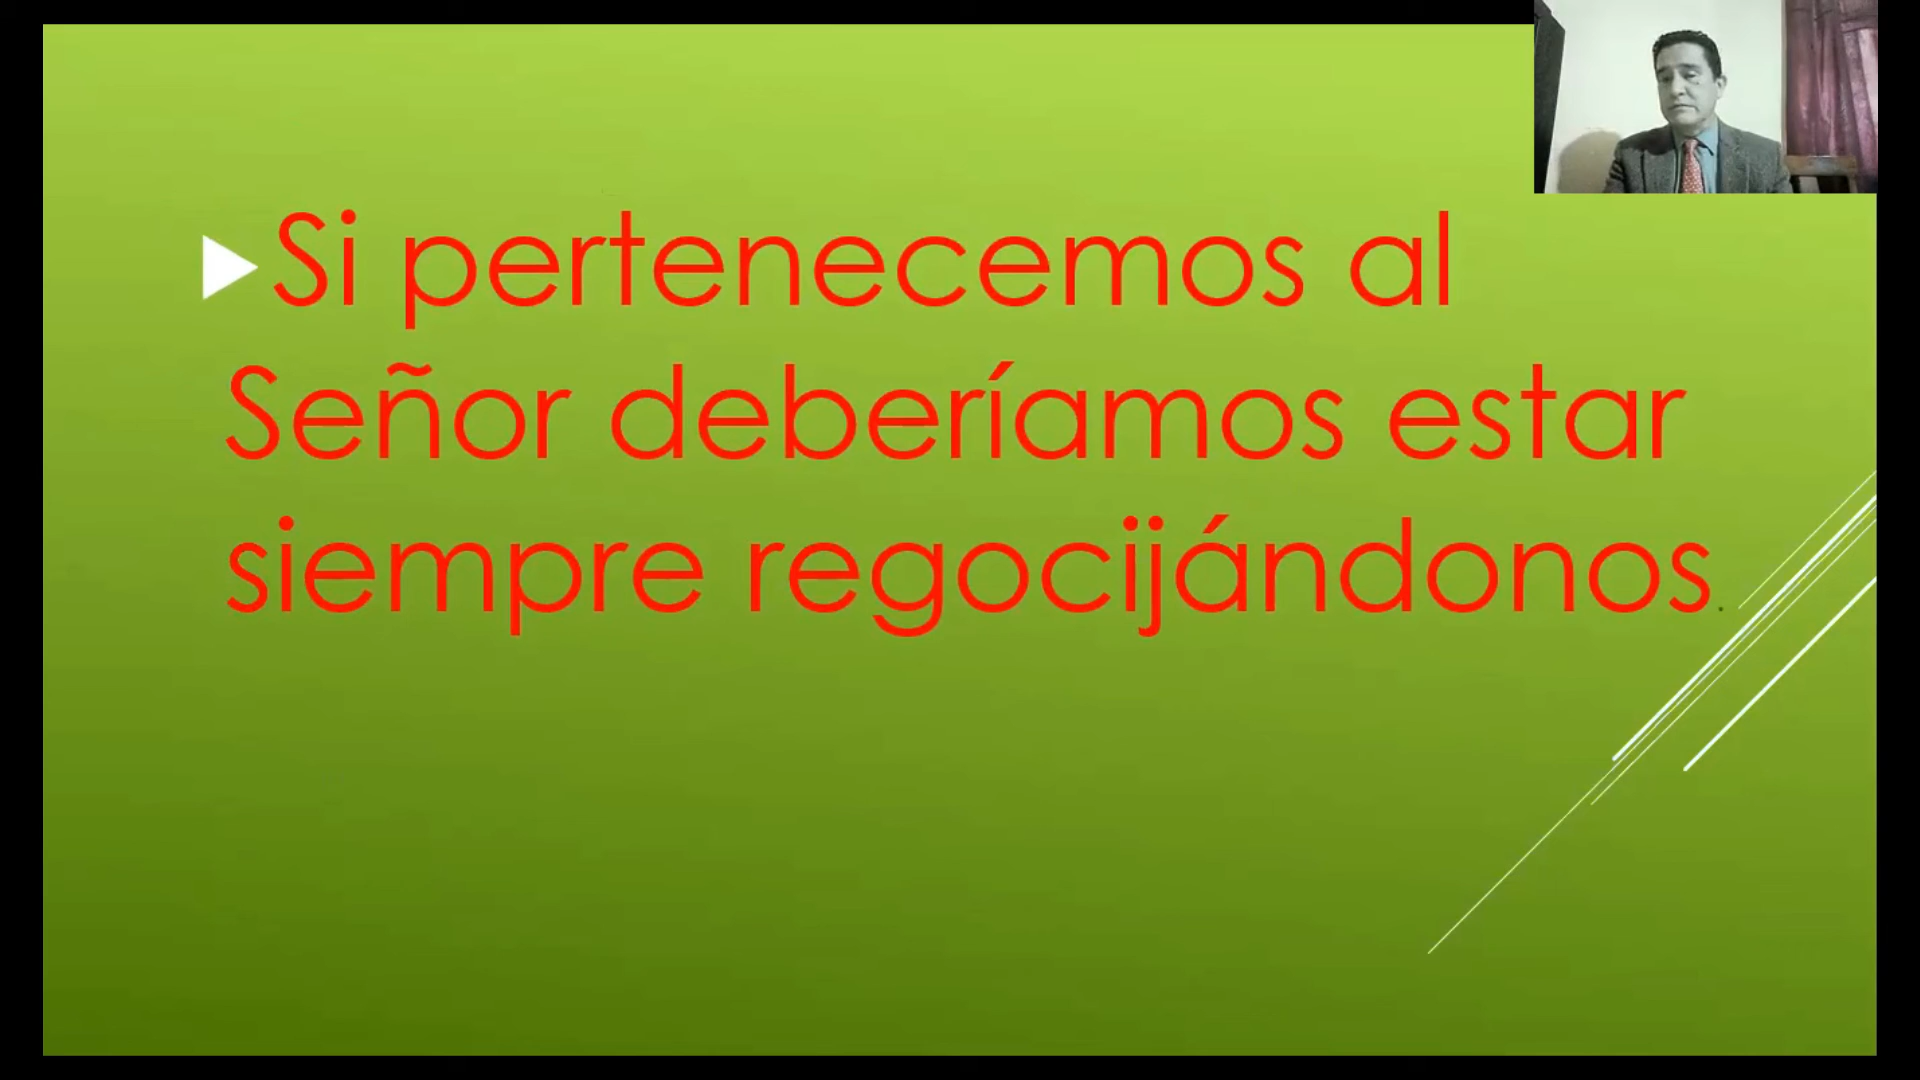 Si pertenecemos al
Señor deberíamos estar
siempre regocijándonos.